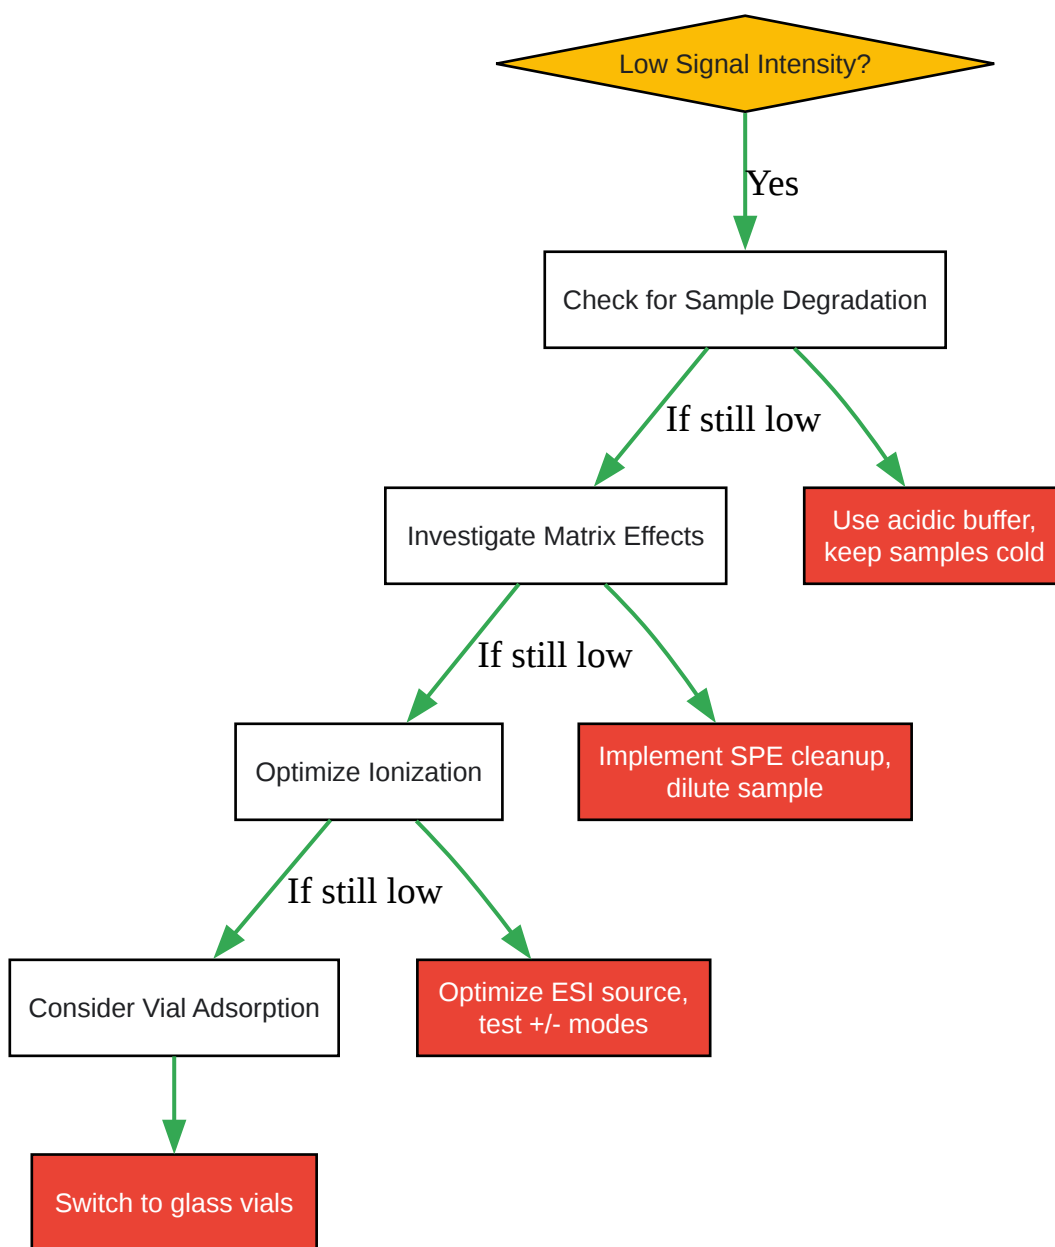 Low Signal Intensity?
Yes
Check for Sample Degradation
If still low
Investigate Matrix Effects
Use acidic buffer,
keep samples cold
If still low
Optimize Ionization
Implement SPE cleanup,
dilute sample
If still low
Consider Vial Adsorption
Optimize ESI source,
test +/- modes
Switch to glass vials